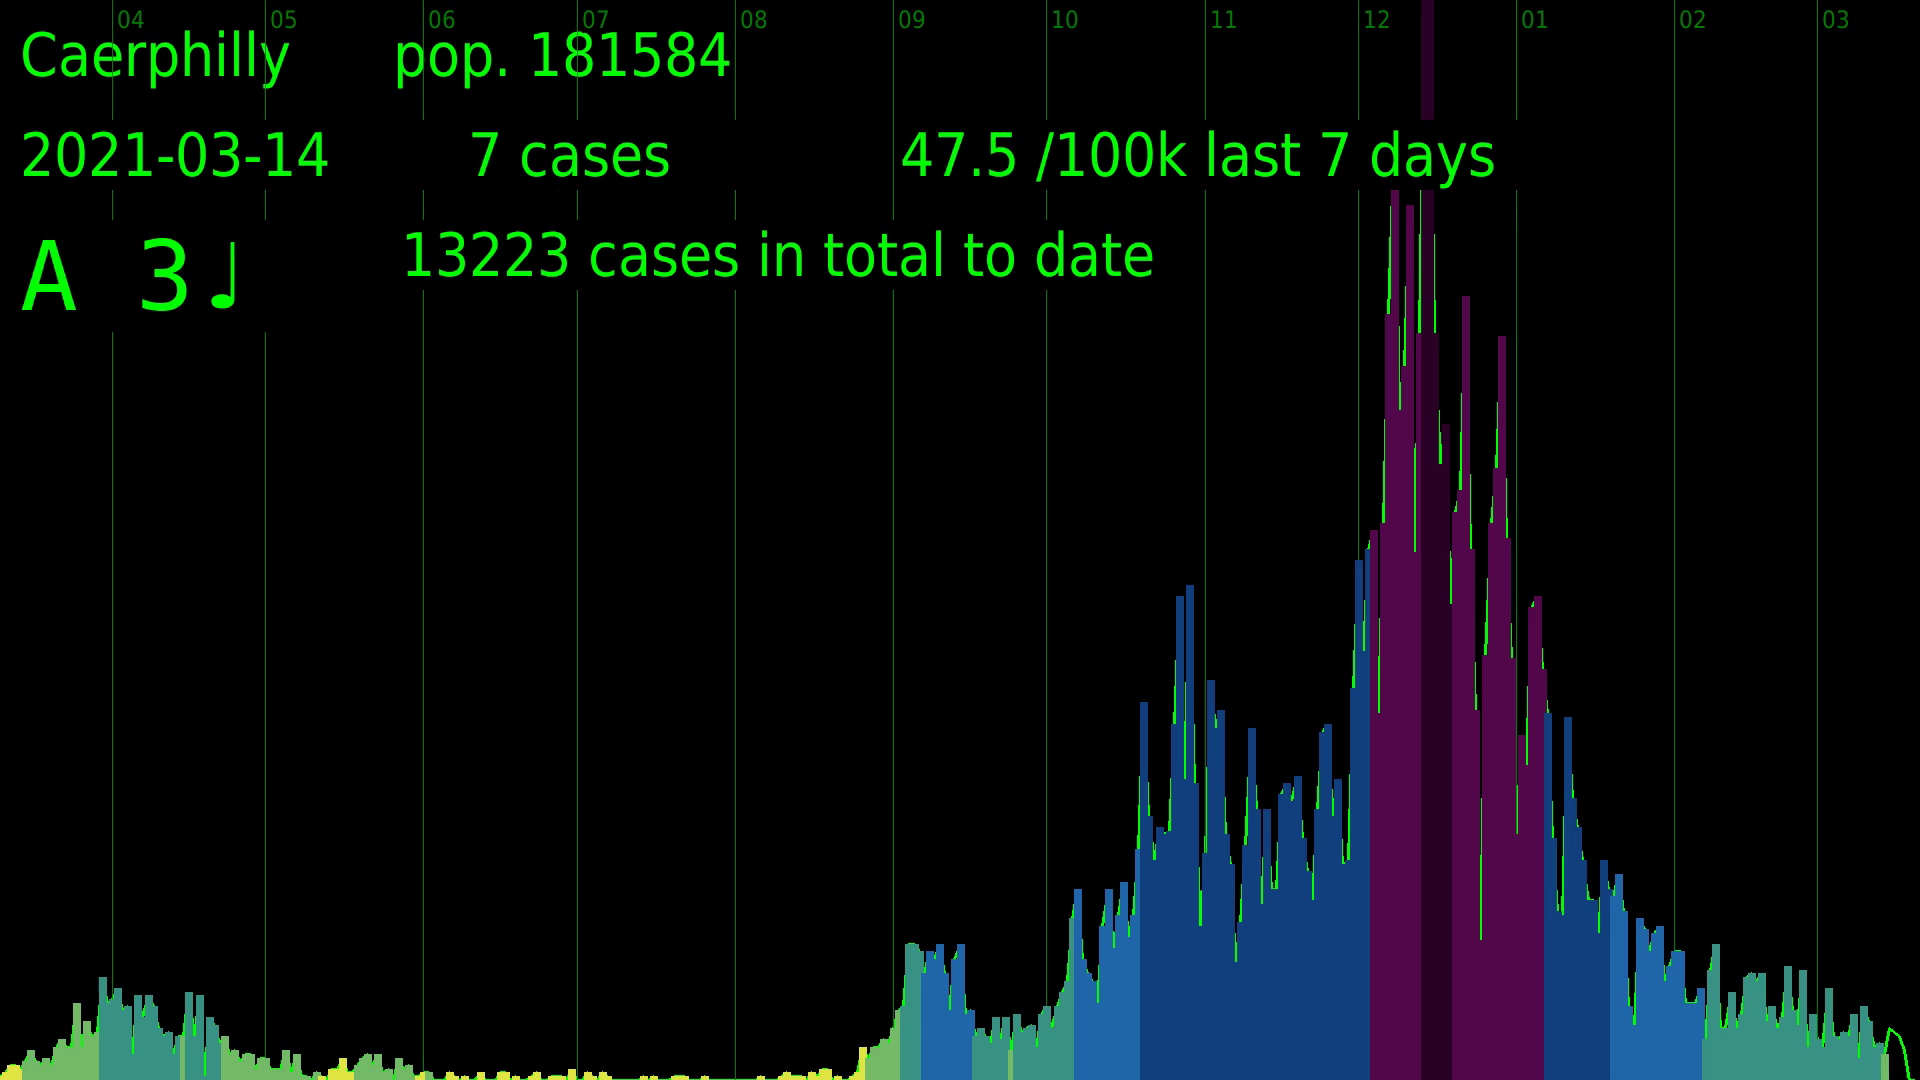 04 05 06 07 08 09 10 11 12 01 02 03
Caerphilly pop. 181584
2021-03-14 7 cases 47.5 /100k last 7 days
A 3♩ 13223 cases in total to date